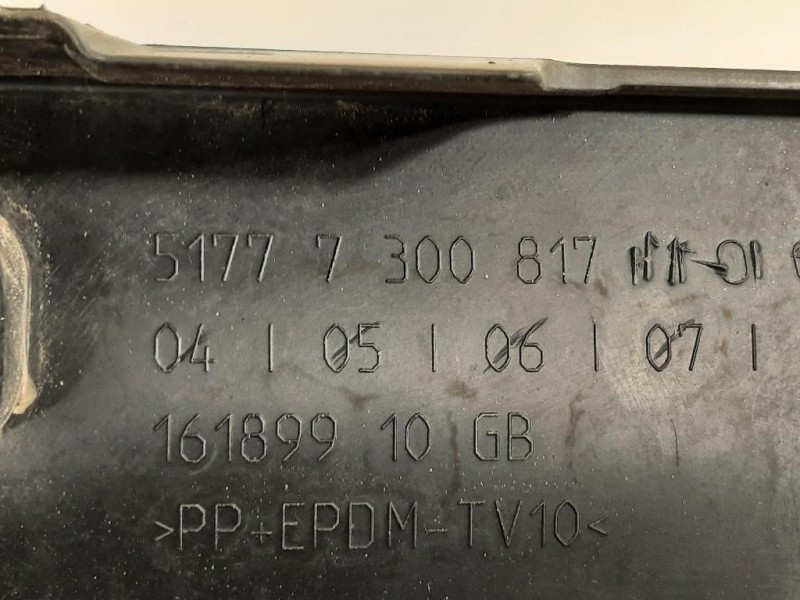 5177 7 300 817
04 | 05 | 06 | 07 |
161899 10 GB
>PP+EPDM-TV10<